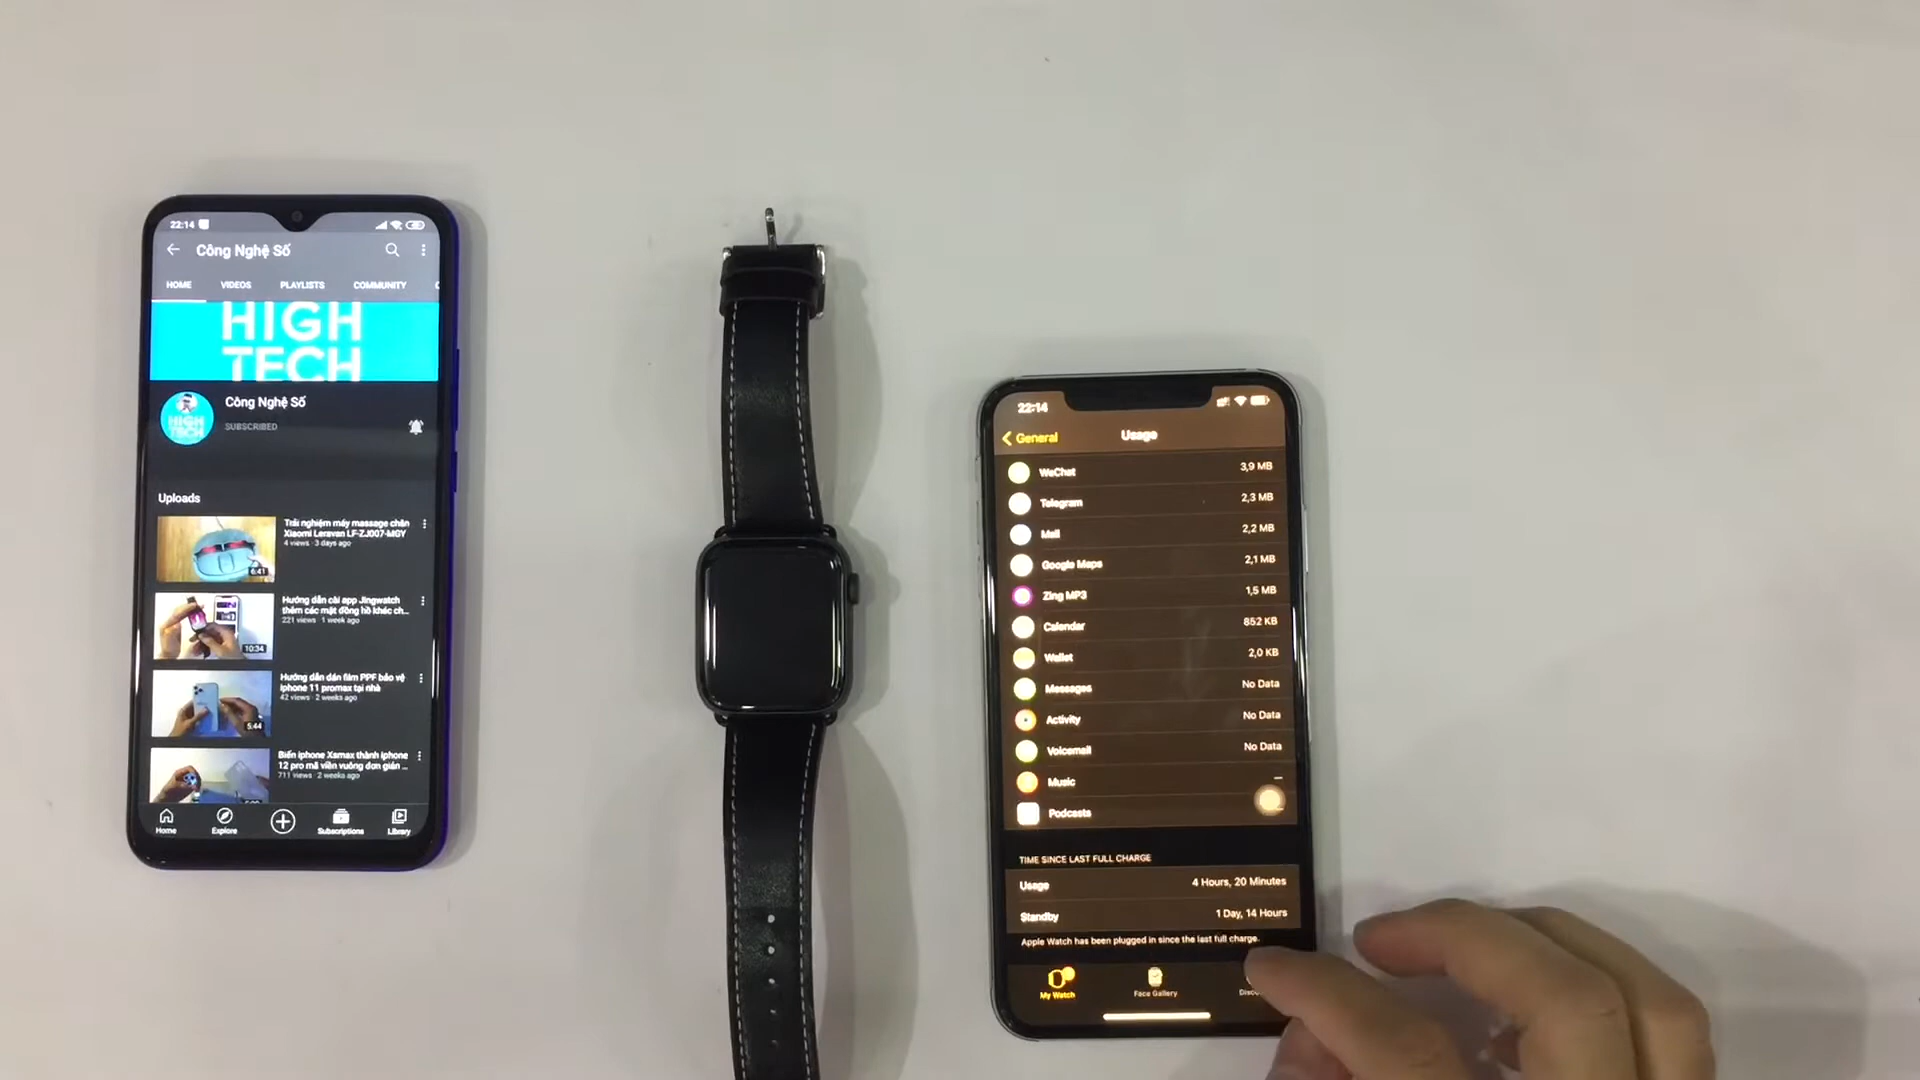 22:14
Công Nghệ Số
HOME VIDEOS PLAYLISTS COMMUNITY
HIGH
TECH
Công Nghệ Số
HIGH
TECH
SUBSCRIBED
Uploads
Trải nghiệm máy massage chân
Xiaomi Leravan LF-ZJ007-MGY
4 views · 3 days ago
6:41
Hướng dẫn cài app Jingwatch
thêm các mặt đồng hồ khác ch...
221 views · 1 week ago
10:34
Hướng dẫn dán film PPF bảo vệ
iphone 11 promax tại nhà
42 views · 2 weeks ago
5:44
Biến iphone Xsmax thành iphone
12 pro mã viền vuông đơn giản ...
711 views · 2 weeks ago
Home Explore Subscriptions Library
22:14
General Usage
WeChat 3,9 MB
Telegram 2,3 MB
Mail 2,2 MB
Google Maps 2,1 MB
Zing MP3 1,5 MB
Calendar 852 KB
Wallet 2,0 KB
Messages No Data
Activity No Data
Voicemail No Data
Music –
Podcasts
TIME SINCE LAST FULL CHARGE
Usage 4 Hours, 20 Minutes
Standby 1 Day, 14 Hours
Apple Watch has been plugged in since the last full charge.
My Watch Face Gallery